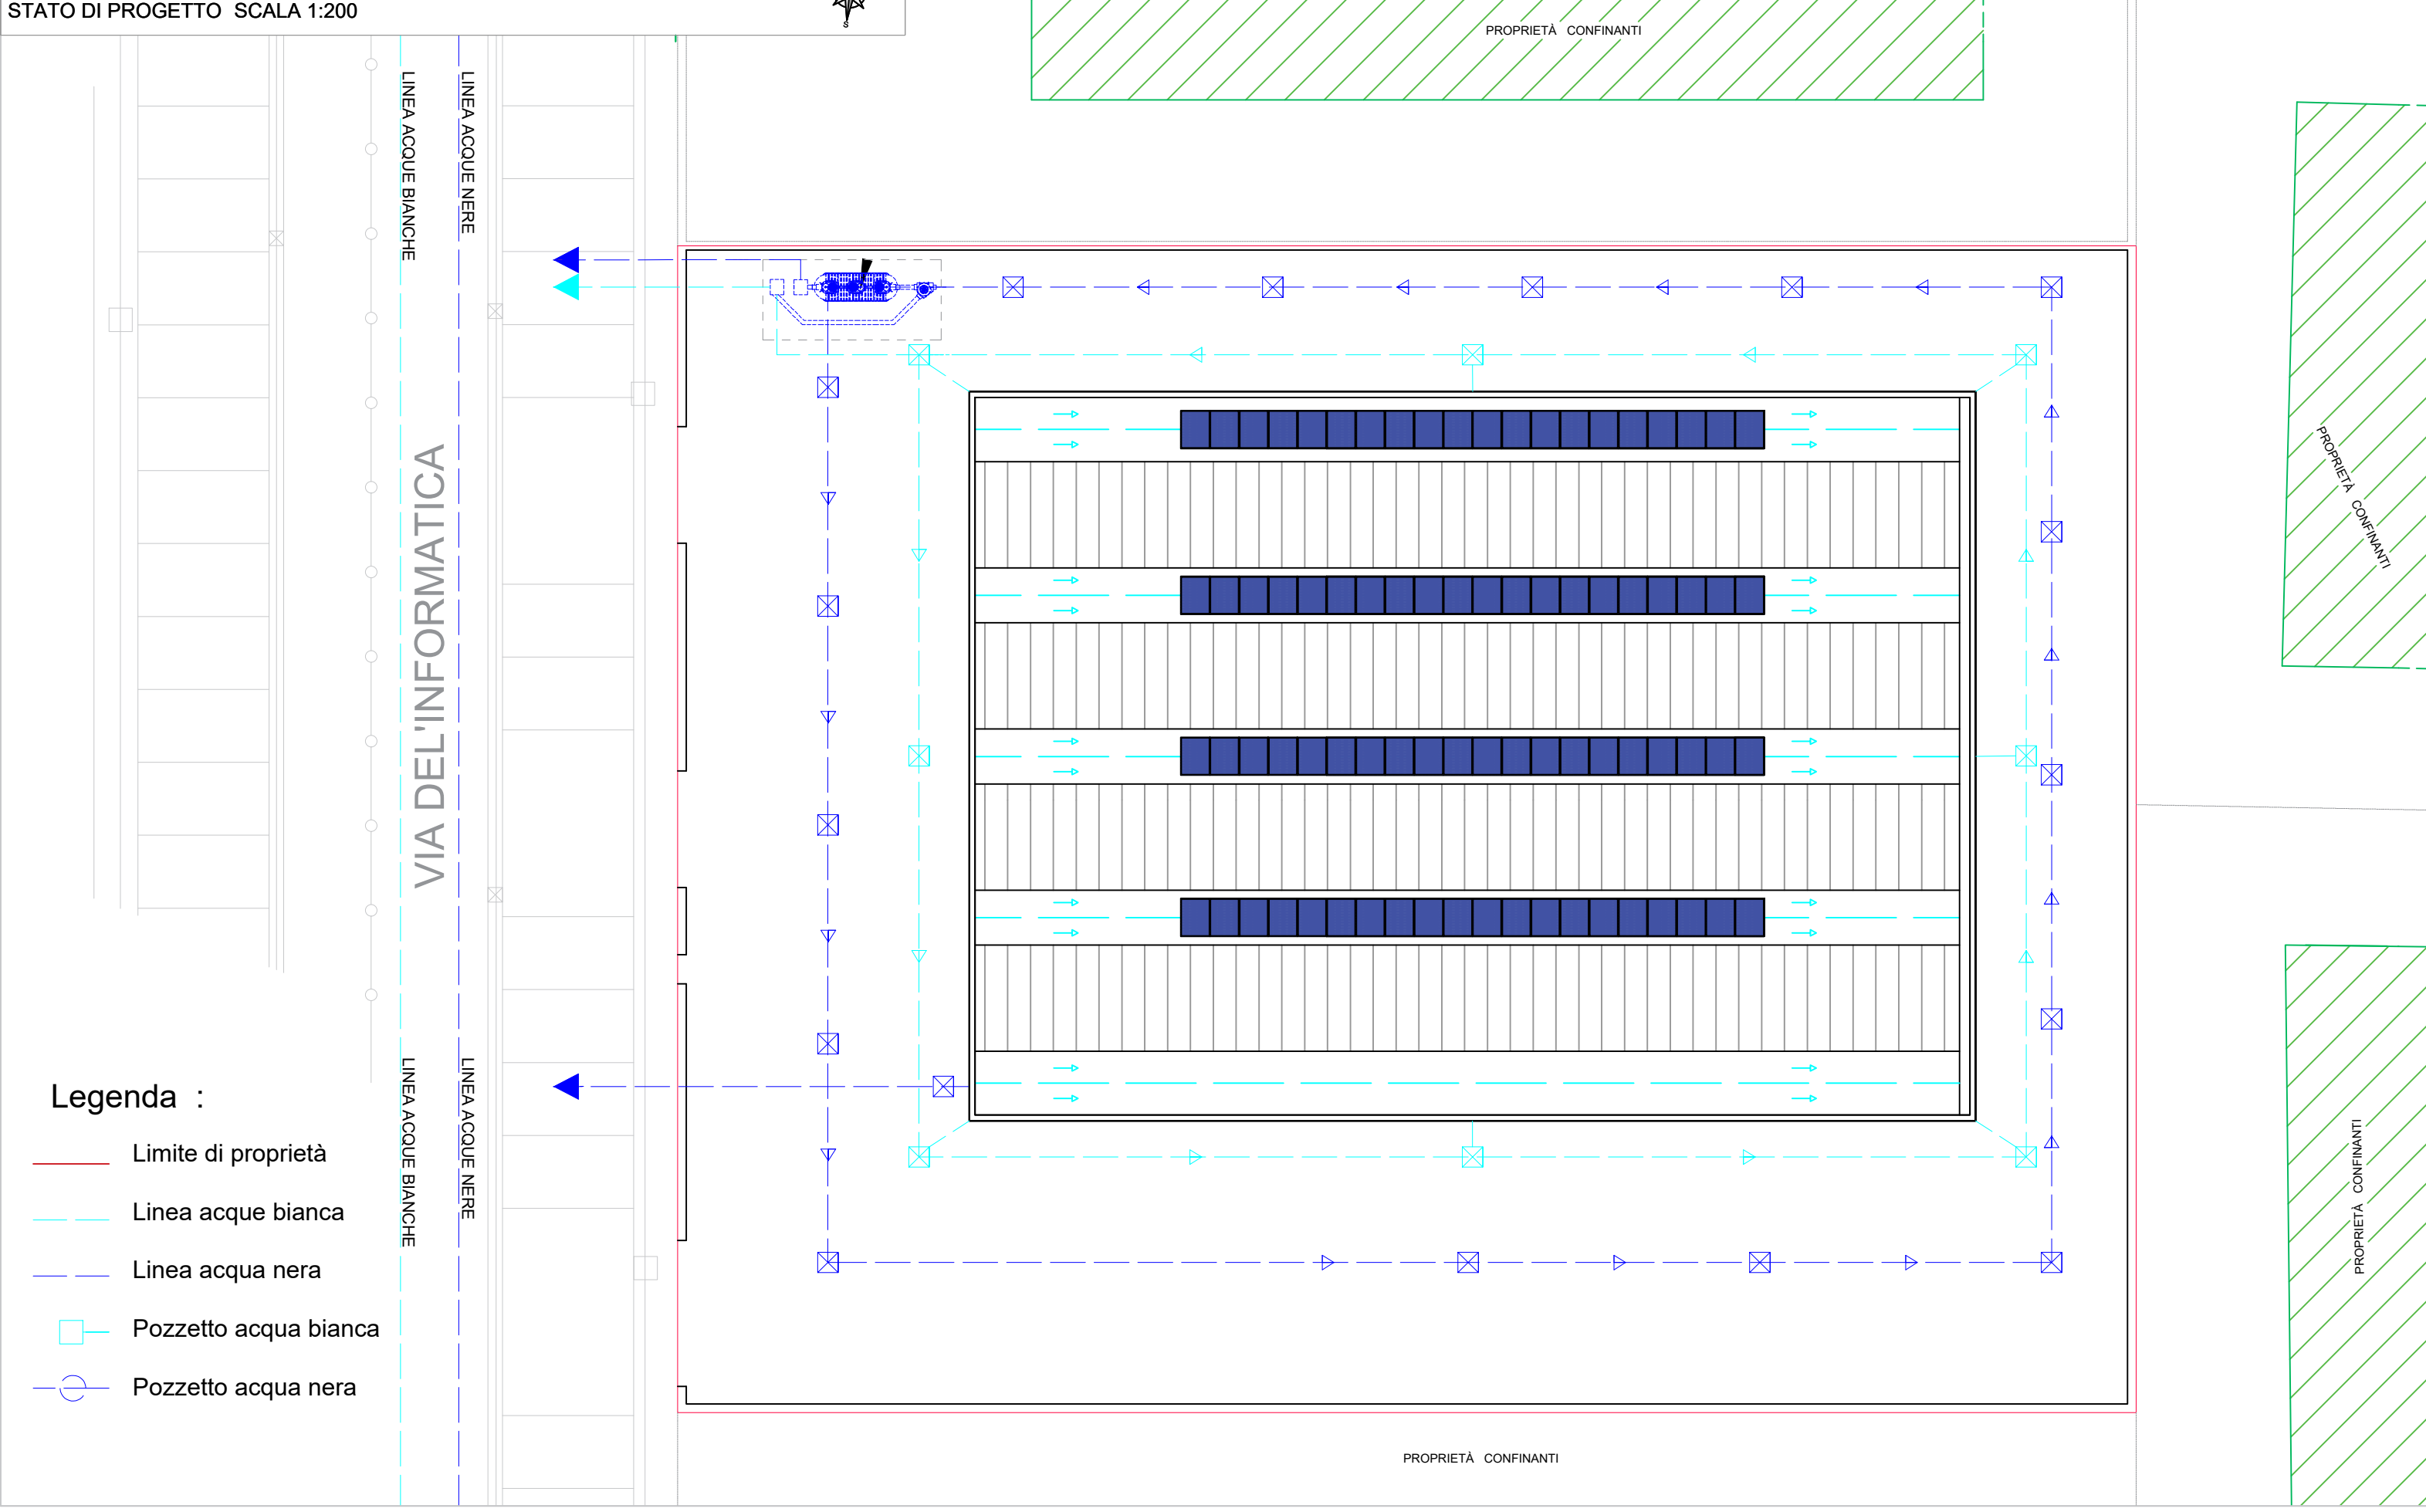 STATO DI PROGETTO SCALA 1:200
S
PROPRIETÀ CONFINANTI
LINEA ACQUE BIANCHE
LINEA ACQUE NERE
VIA DEL'INFORMATICA
PROPRIETÀ CONFINANTI
LINEA ACQUE BIANCHE
LINEA ACQUE NERE
Legenda :
Limite di proprietà
Linea acque bianca
Linea acqua nera
Pozzetto acqua bianca
Pozzetto acqua nera
PROPRIETÀ CONFINANTI
PROPRIETÀ CONFINANTI